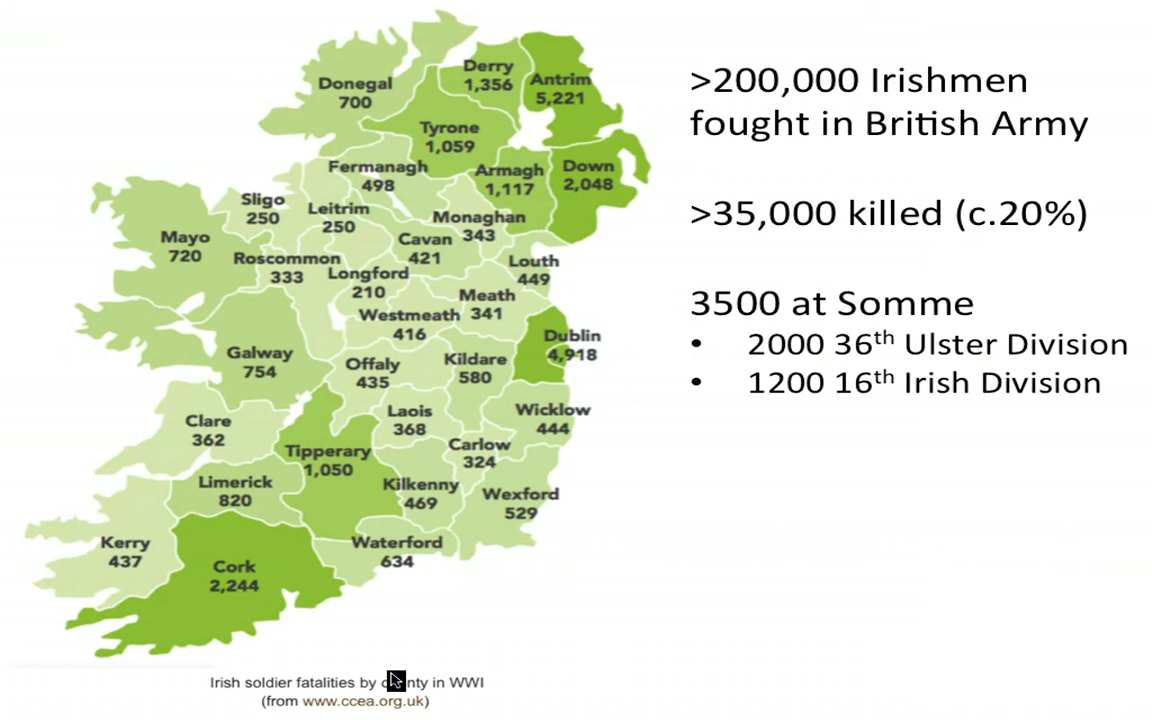 Donegal
700
Derry
1,356
Antrim
5,221
Tyrone
1,059
Fermanagh
498
Armagh
1,117
Down
2,048
Sligo
250
Leitrim
250
Monaghan
343
Mayo
720
Cavan
421
Roscommon
333
Longford
210
Louth
449
Meath
341
Westmeath
416
Dublin
4,918
Galway
754
Offaly
435
Kildare
580
Laois
368
Wicklow
444
Clare
362
Carlow
324
Tipperary
1,050
Limerick
820
Kilkenny
469
Wexford
529
Kerry
437
Waterford
634
Cork
2,244
Irish soldier fatalities by county in WWI
(from www.ccea.org.uk)
>200,000 Irishmen
fought in British Army
>35,000 killed (c.20%)
3500 at Somme
• 2000 36th Ulster Division
• 1200 16th Irish Division